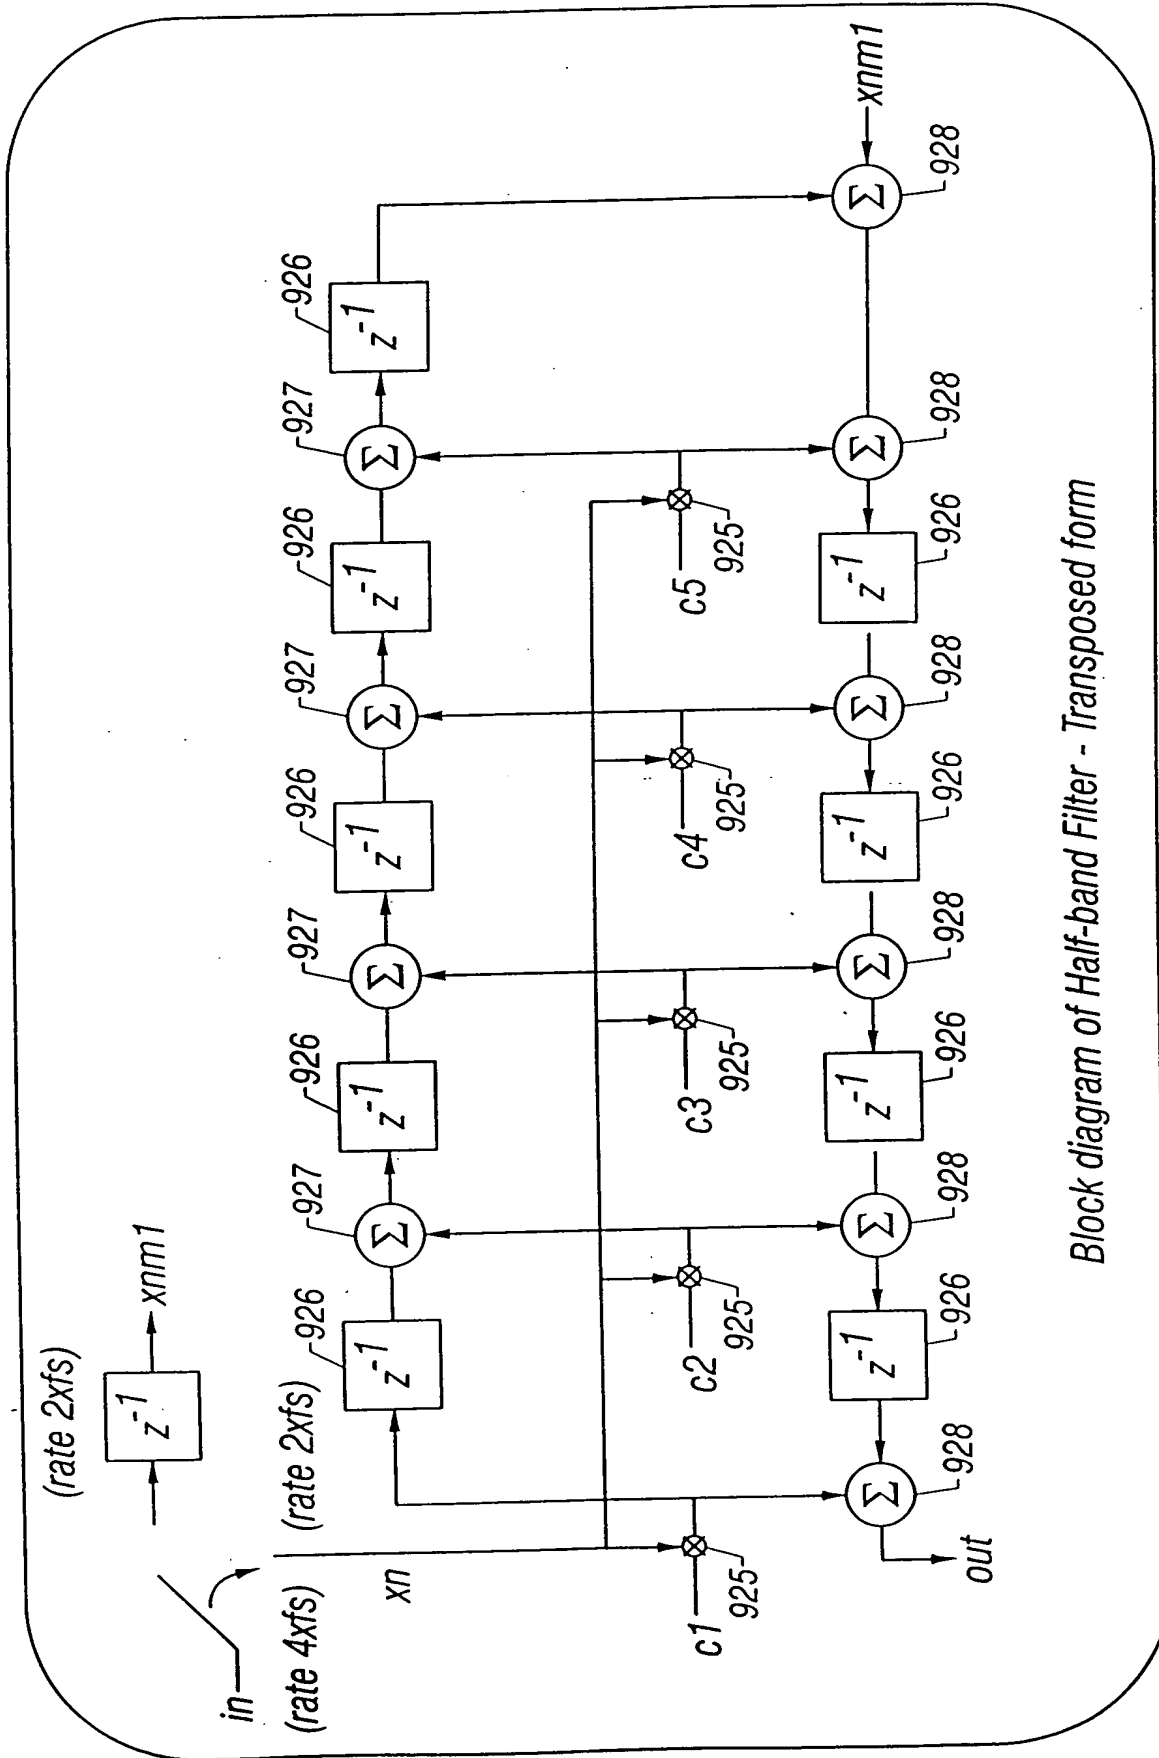 (rate 2xfs)
z⁻¹ xnm1
in
(rate 4xfs) (rate 2xfs) 926 927 926 927 926 927 926 927 926
z⁻¹ Σ z⁻¹ Σ z⁻¹ Σ z⁻¹ Σ z⁻¹
xn
c1 c2 c3 c4 c5
925 925 925 925 925
Σ z⁻¹ Σ z⁻¹ Σ z⁻¹ Σ z⁻¹ Σ Σ xnm1
928 926 928 926 928 926 928 926 928 928
out
Block diagram of Half-band Filter - Transposed form